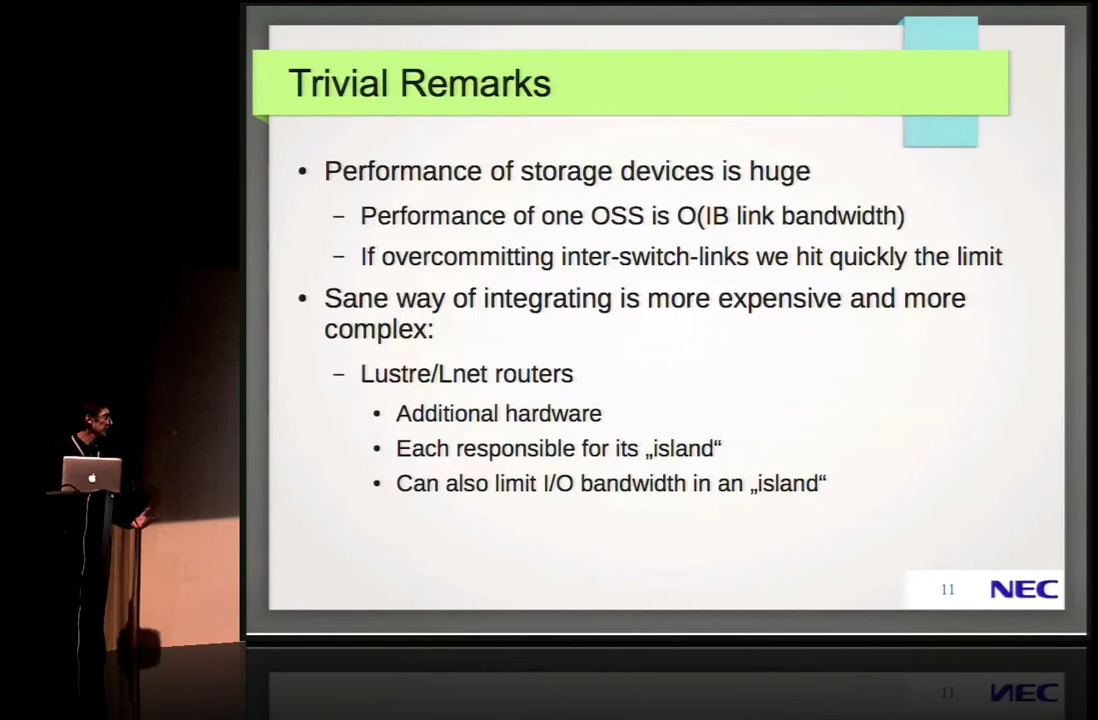 Trivial Remarks
• Performance of storage devices is huge
– Performance of one OSS is O(IB link bandwidth)
– If overcommitting inter-switch-links we hit quickly the limit
• Sane way of integrating is more expensive and more
complex:
– Lustre/Lnet routers
• Additional hardware
• Each responsible for its „island“
• Can also limit I/O bandwidth in an „island“
11 NEC